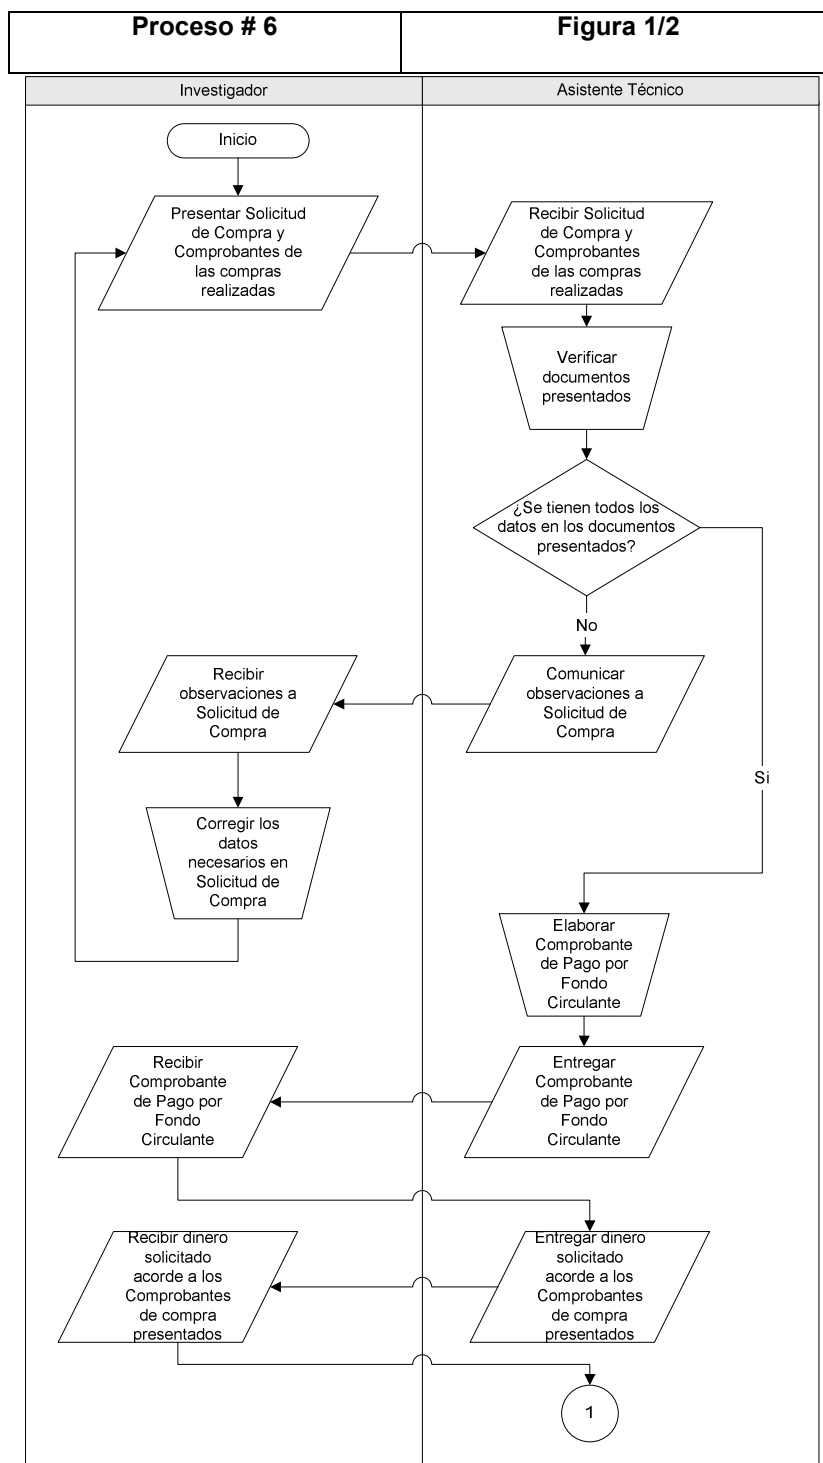 Proceso # 6
Figura 1/2
Investigador
Asistente Técnico
Inicio
Presentar Solicitud
de Compra y
Comprobantes de
las compras
realizadas
Recibir Solicitud
de Compra y
Comprobantes
de las compras
realizadas
Verificar
documentos
presentados
¿Se tienen todos los
datos en los documentos
presentados?
No
Comunicar
observaciones a
Solicitud de
Compra
Recibir
observaciones a
Solicitud de
Compra
Si
Corregir los
datos
necesarios en
Solicitud de
Compra
Elaborar
Comprobante
de Pago por
Fondo
Circulante
Entregar
Comprobante
de Pago por
Fondo
Circulante
Recibir
Comprobante
de Pago por
Fondo
Circulante
Entregar dinero
solicitado
acorde a los
Comprobantes
de compra
presentados
Recibir dinero
solicitado
acorde a los
Comprobantes
de compra
presentados
1